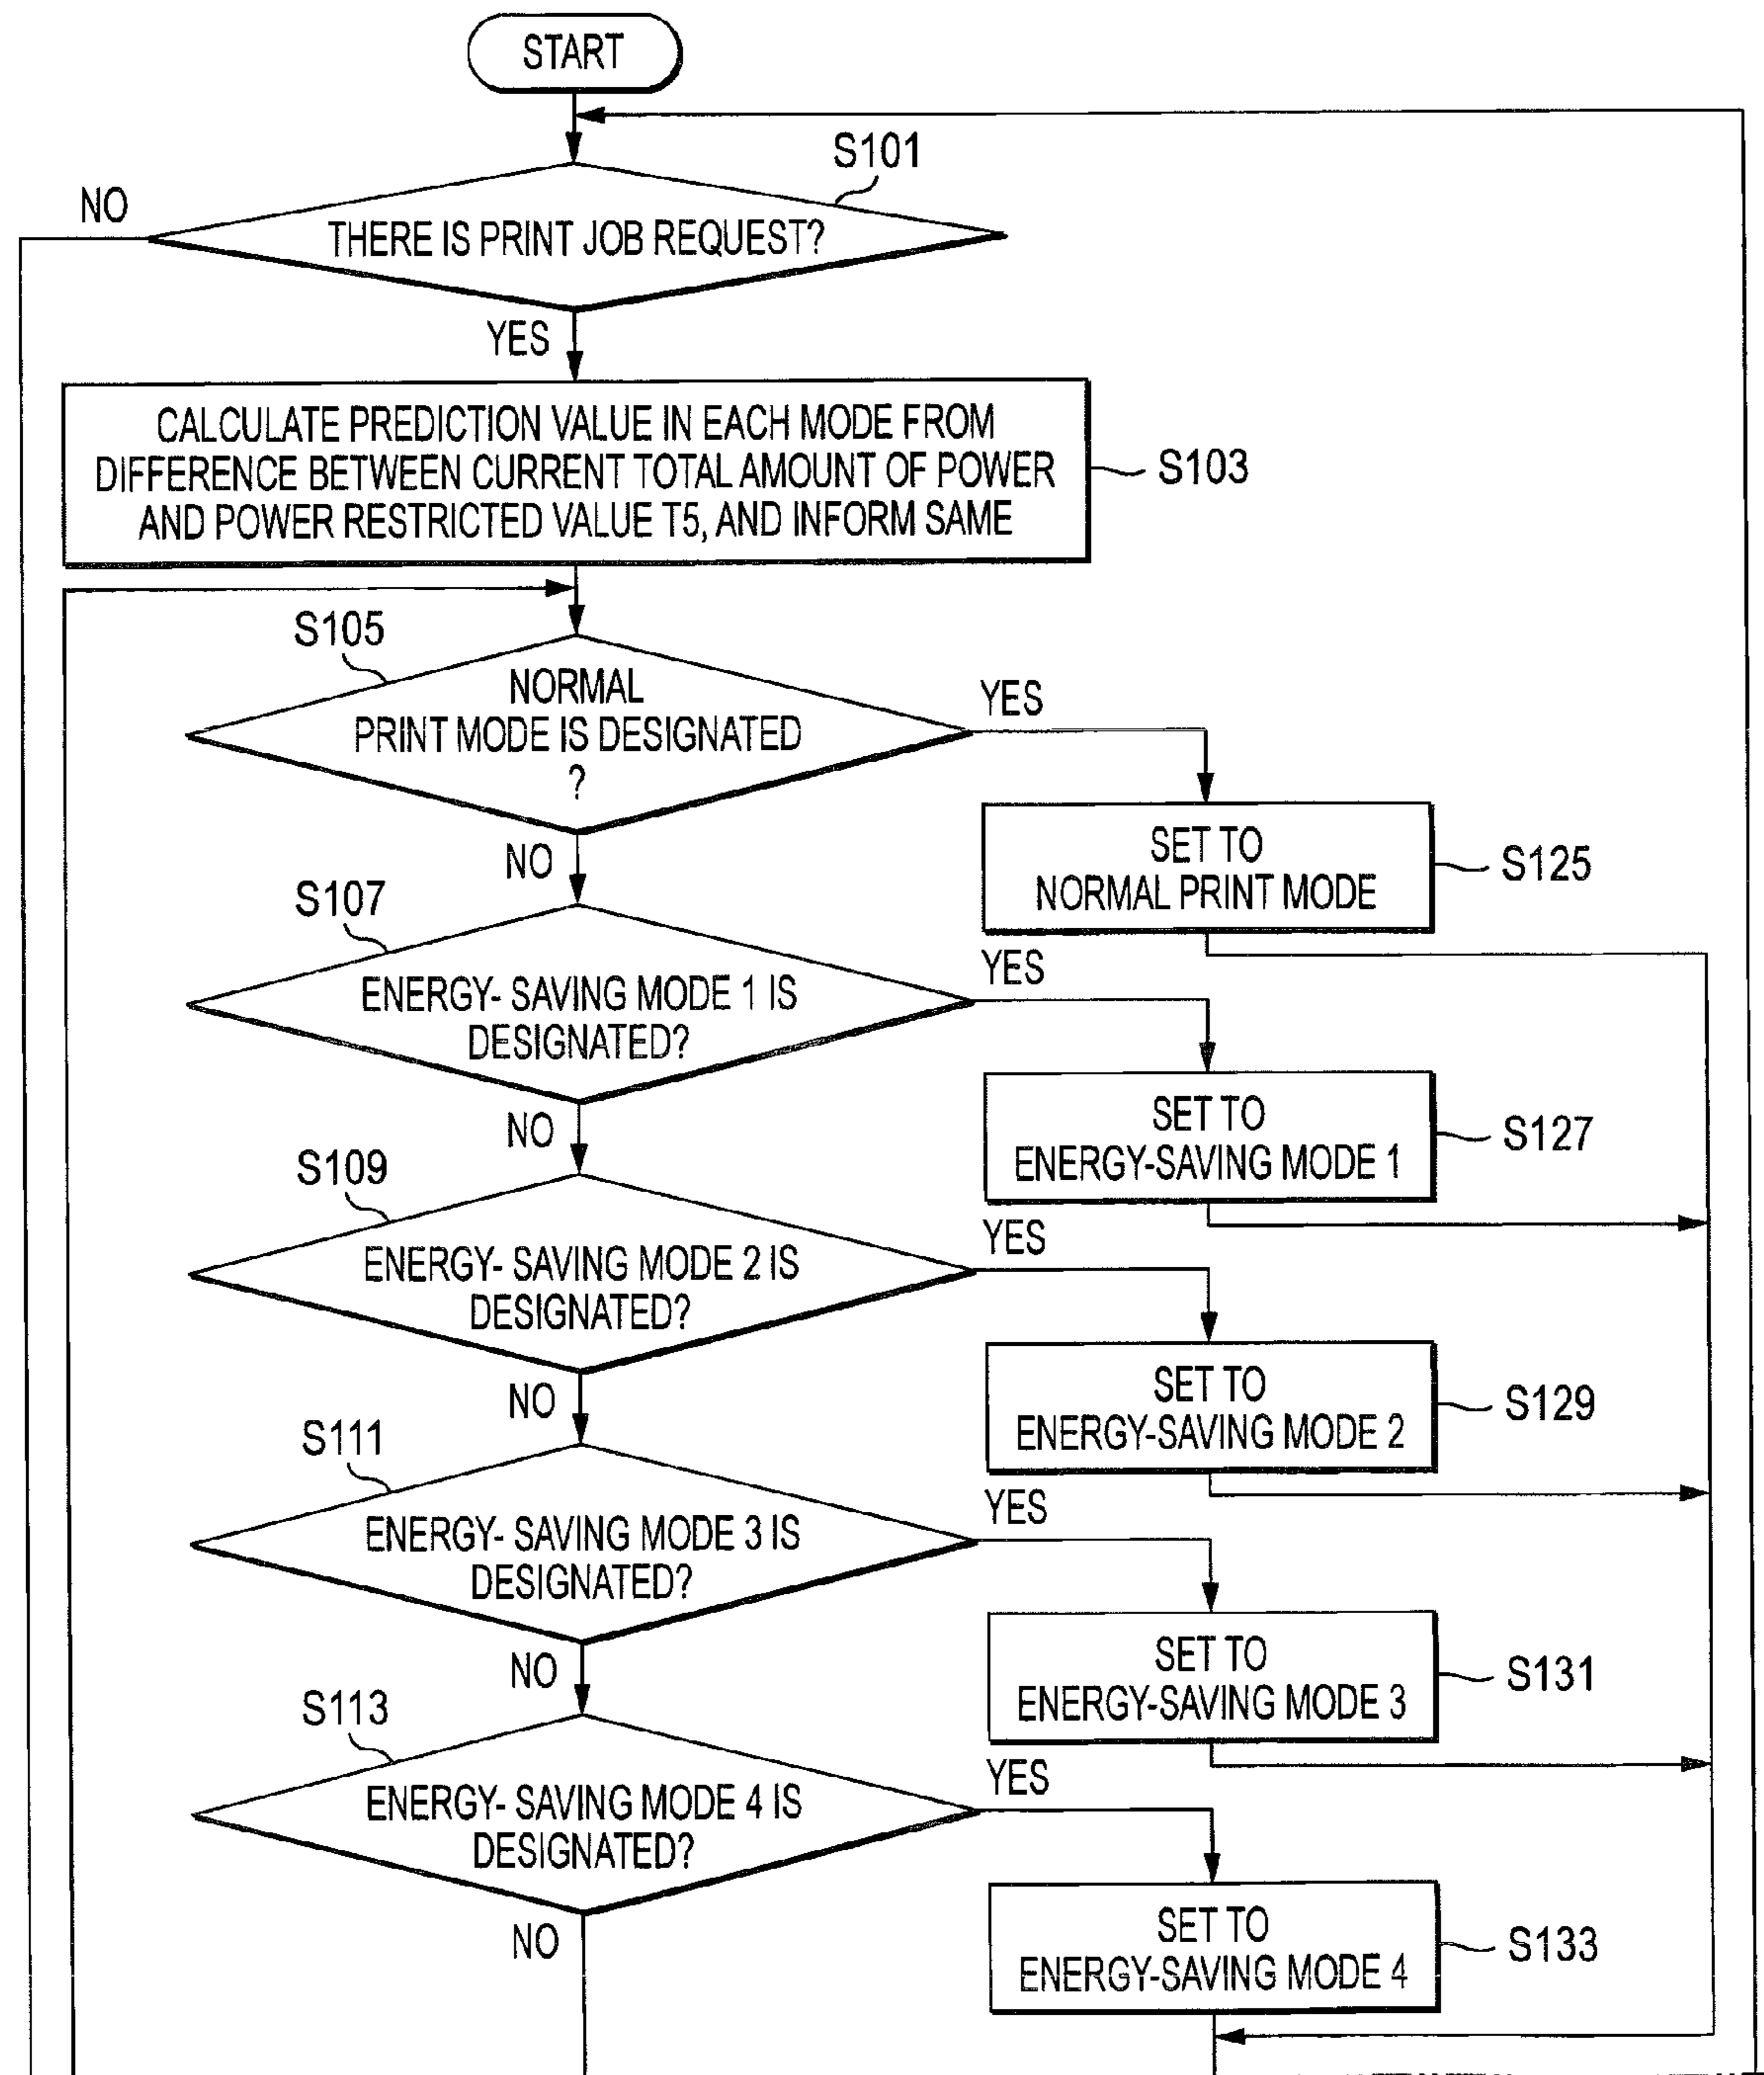 START
S101
NO
THERE IS PRINT JOB REQUEST?
YES
CALCULATE PREDICTION VALUE IN EACH MODE FROM
DIFFERENCE BETWEEN CURRENT TOTAL AMOUNT OF POWER
AND POWER RESTRICTED VALUE T5, AND INFORM SAME
S103
S105
NORMAL
PRINT MODE IS DESIGNATED
?
YES
NO
SET TO
NORMAL PRINT MODE
S125
S107
ENERGY- SAVING MODE 1 IS
DESIGNATED?
YES
NO
SET TO
ENERGY-SAVING MODE 1
S127
S109
ENERGY- SAVING MODE 2 IS
DESIGNATED?
YES
NO
SET TO
ENERGY-SAVING MODE 2
S129
S111
ENERGY- SAVING MODE 3 IS
DESIGNATED?
YES
NO
SET TO
ENERGY-SAVING MODE 3
S131
S113
ENERGY- SAVING MODE 4 IS
DESIGNATED?
YES
NO
SET TO
ENERGY-SAVING MODE 4
S133